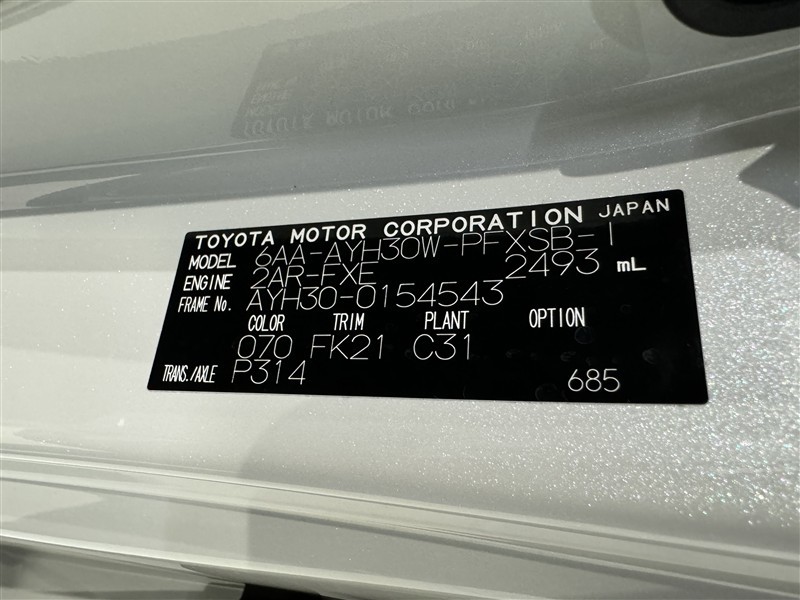 TOYOTA MOTOR CORPORATION JAPAN
MODEL 6AA-AYH30W-PFXSB-1
ENGINE 2AR-FXE 2493 mL
FRAME No. AYH30-0154543
COLOR TRIM PLANT OPTION
070 FK21 C31
TRANS./AXLE P314 685